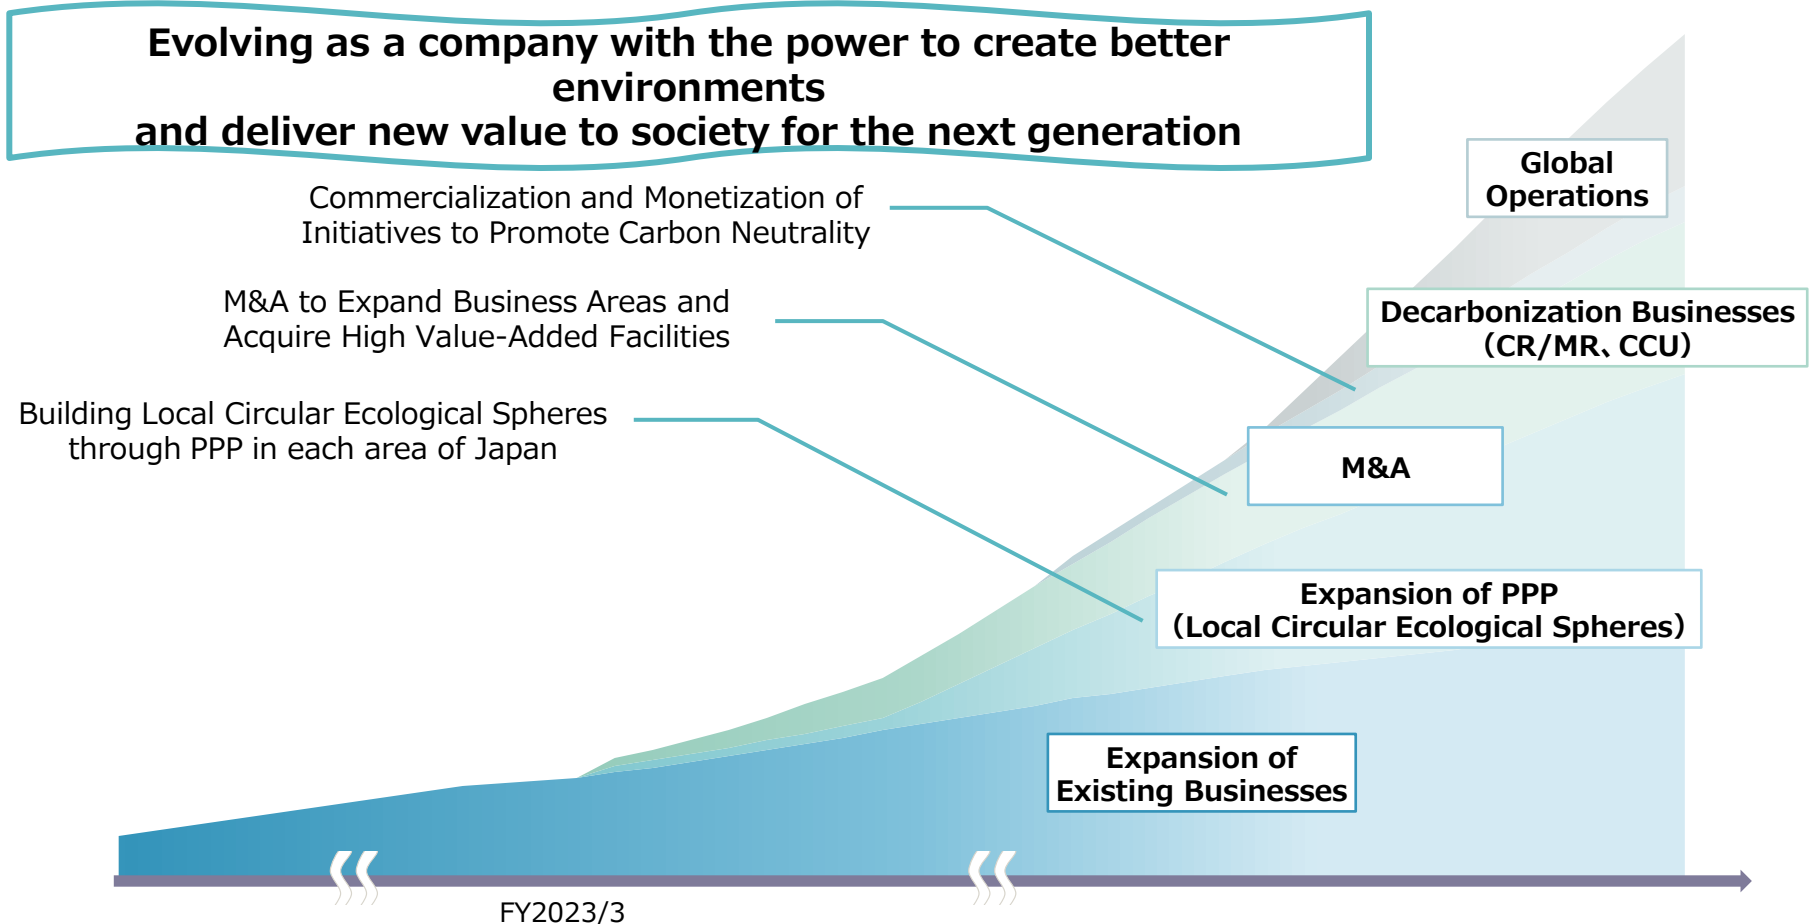 Evolving as a company with the power to create better
environments
and deliver new value to society for the next generation
Commercialization and Monetization of
Initiatives to Promote Carbon Neutrality
M&A to Expand Business Areas and
Acquire High Value-Added Facilities
Building Local Circular Ecological Spheres
through PPP in each area of Japan
Global
Operations
Decarbonization Businesses
（CR/MR、CCU）
M&A
Expansion of PPP
（Local Circular Ecological Spheres）
Expansion of
Existing Businesses
FY2023/3